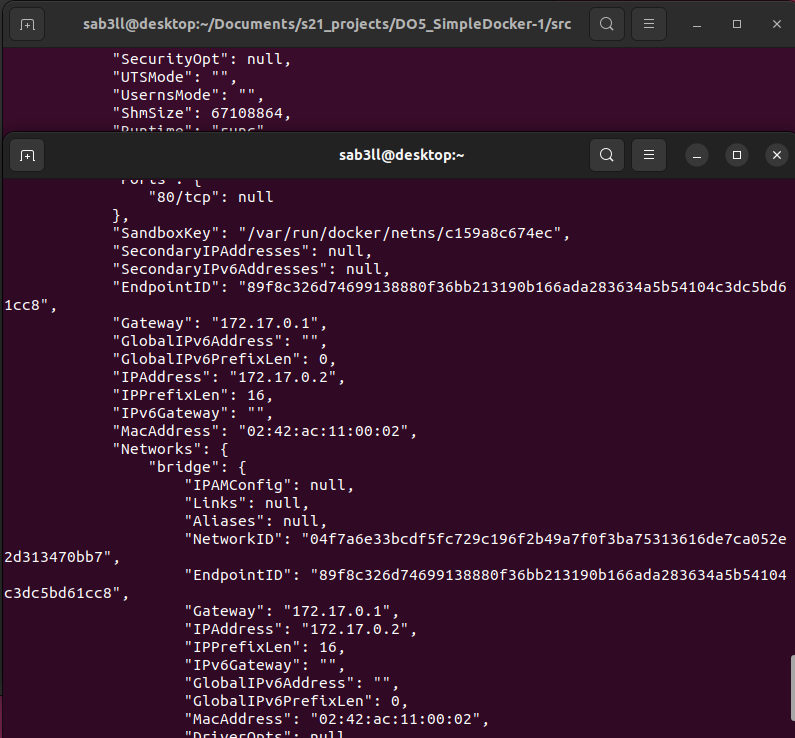 sab3ll@desktop:~/Documents/s21_projects/DO5_SimpleDocker-1/src
"SecurityOpt": null,
"UTSMode": "",
"UsernsMode": "",
"ShmSize": 67108864,
"Runtime": "runc"
sab3ll@desktop:~
"Ports": {
"80/tcp": null
},
"SandboxKey": "/var/run/docker/netns/c159a8c674ec",
"SecondaryIPAddresses": null,
"SecondaryIPv6Addresses": null,
"EndpointID": "89f8c326d74699138880f36bb213190b166ada283634a5b54104c3dc5bd6
1cc8",
"Gateway": "172.17.0.1",
"GlobalIPv6Address": "",
"GlobalIPv6PrefixLen": 0,
"IPAddress": "172.17.0.2",
"IPPrefixLen": 16,
"IPv6Gateway": "",
"MacAddress": "02:42:ac:11:00:02",
"Networks": {
"bridge": {
"IPAMConfig": null,
"Links": null,
"Aliases": null,
"NetworkID": "04f7a6e33bcdf5fc729c196f2b49a7f0f3ba75313616de7ca052e
2d313470bb7",
"EndpointID": "89f8c326d74699138880f36bb213190b166ada283634a5b54104
c3dc5bd61cc8",
"Gateway": "172.17.0.1",
"IPAddress": "172.17.0.2",
"IPPrefixLen": 16,
"IPv6Gateway": "",
"GlobalIPv6Address": "",
"GlobalIPv6PrefixLen": 0,
"MacAddress": "02:42:ac:11:00:02",
"DriverOpts": null